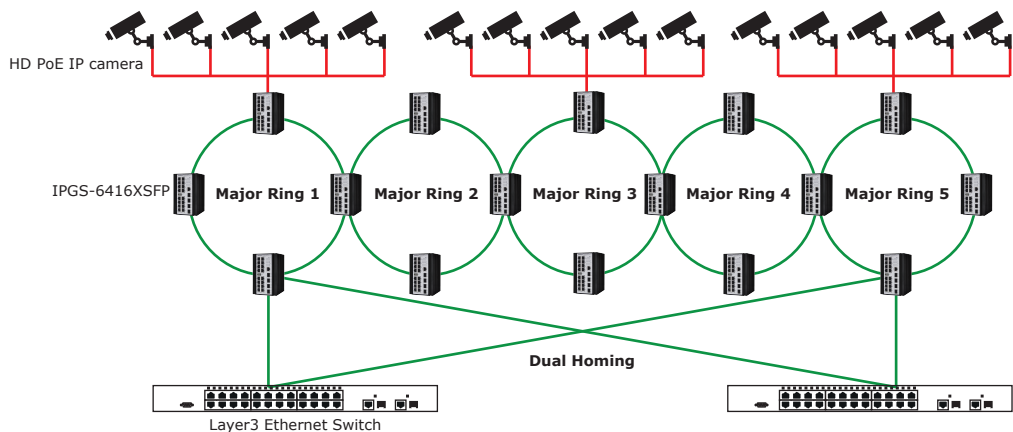 HD PoE IP camera
IPGS-6416XSFP
Major Ring 1
Major Ring 2
Major Ring 3
Major Ring 4
Major Ring 5
Dual Homing
Layer3 Ethernet Switch